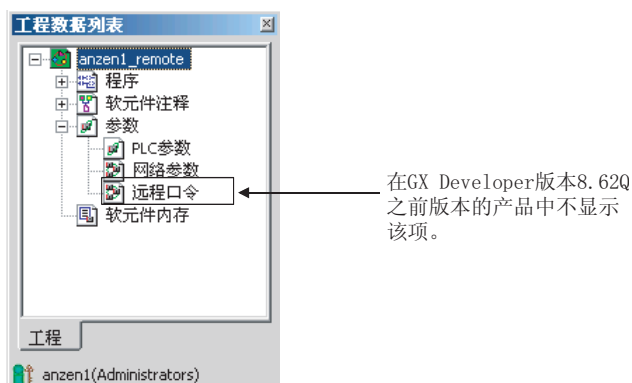 工程数据列表
anzen1_remote
程序
软元件注释
参数
PLC参数
网络参数
远程口令
软元件内存
在GX Developer版本8.62Q
之前版本的产品中不显示
该项。
工程
anzen1(Administrators)